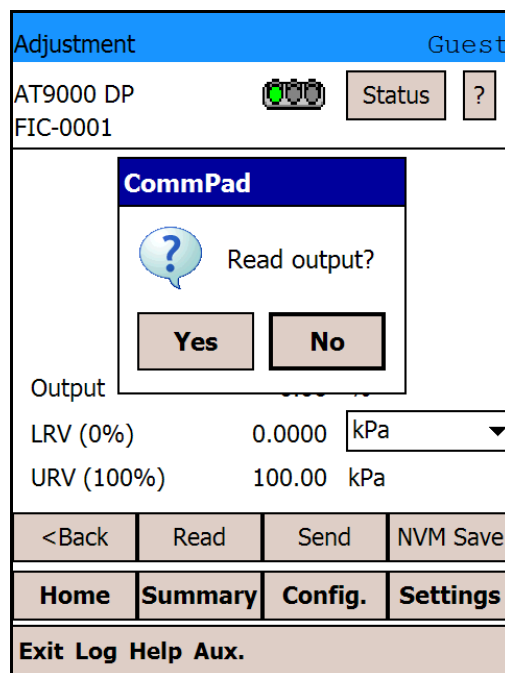 Adjustment Guest
AT9000 DP Status ?
FIC-0001
CommPad
? Read output?
Yes No
Output
LRV (0%) 0.0000 kPa
URV (100%) 100.00 kPa
<Back Read Send NVM Save
Home Summary Config. Settings
Exit Log Help Aux.